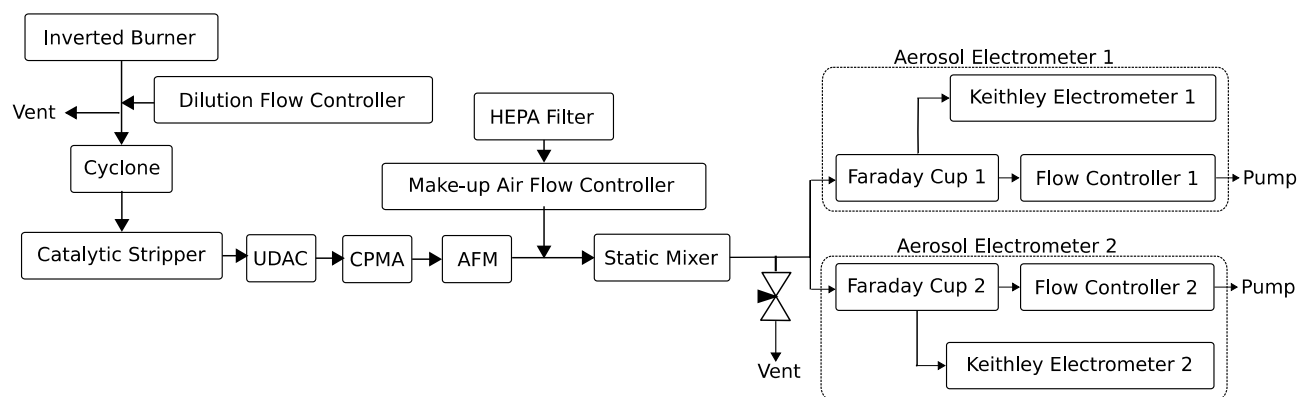 Inverted Burner
Dilution Flow Controller
Vent
Cyclone
Catalytic Stripper
UDAC
CPMA
AFM
HEPA Filter
Make-up Air Flow Controller
Static Mixer
Vent
Aerosol Electrometer 1
Keithley Electrometer 1
Faraday Cup 1
Flow Controller 1
Pump
Aerosol Electrometer 2
Faraday Cup 2
Flow Controller 2
Pump
Keithley Electrometer 2